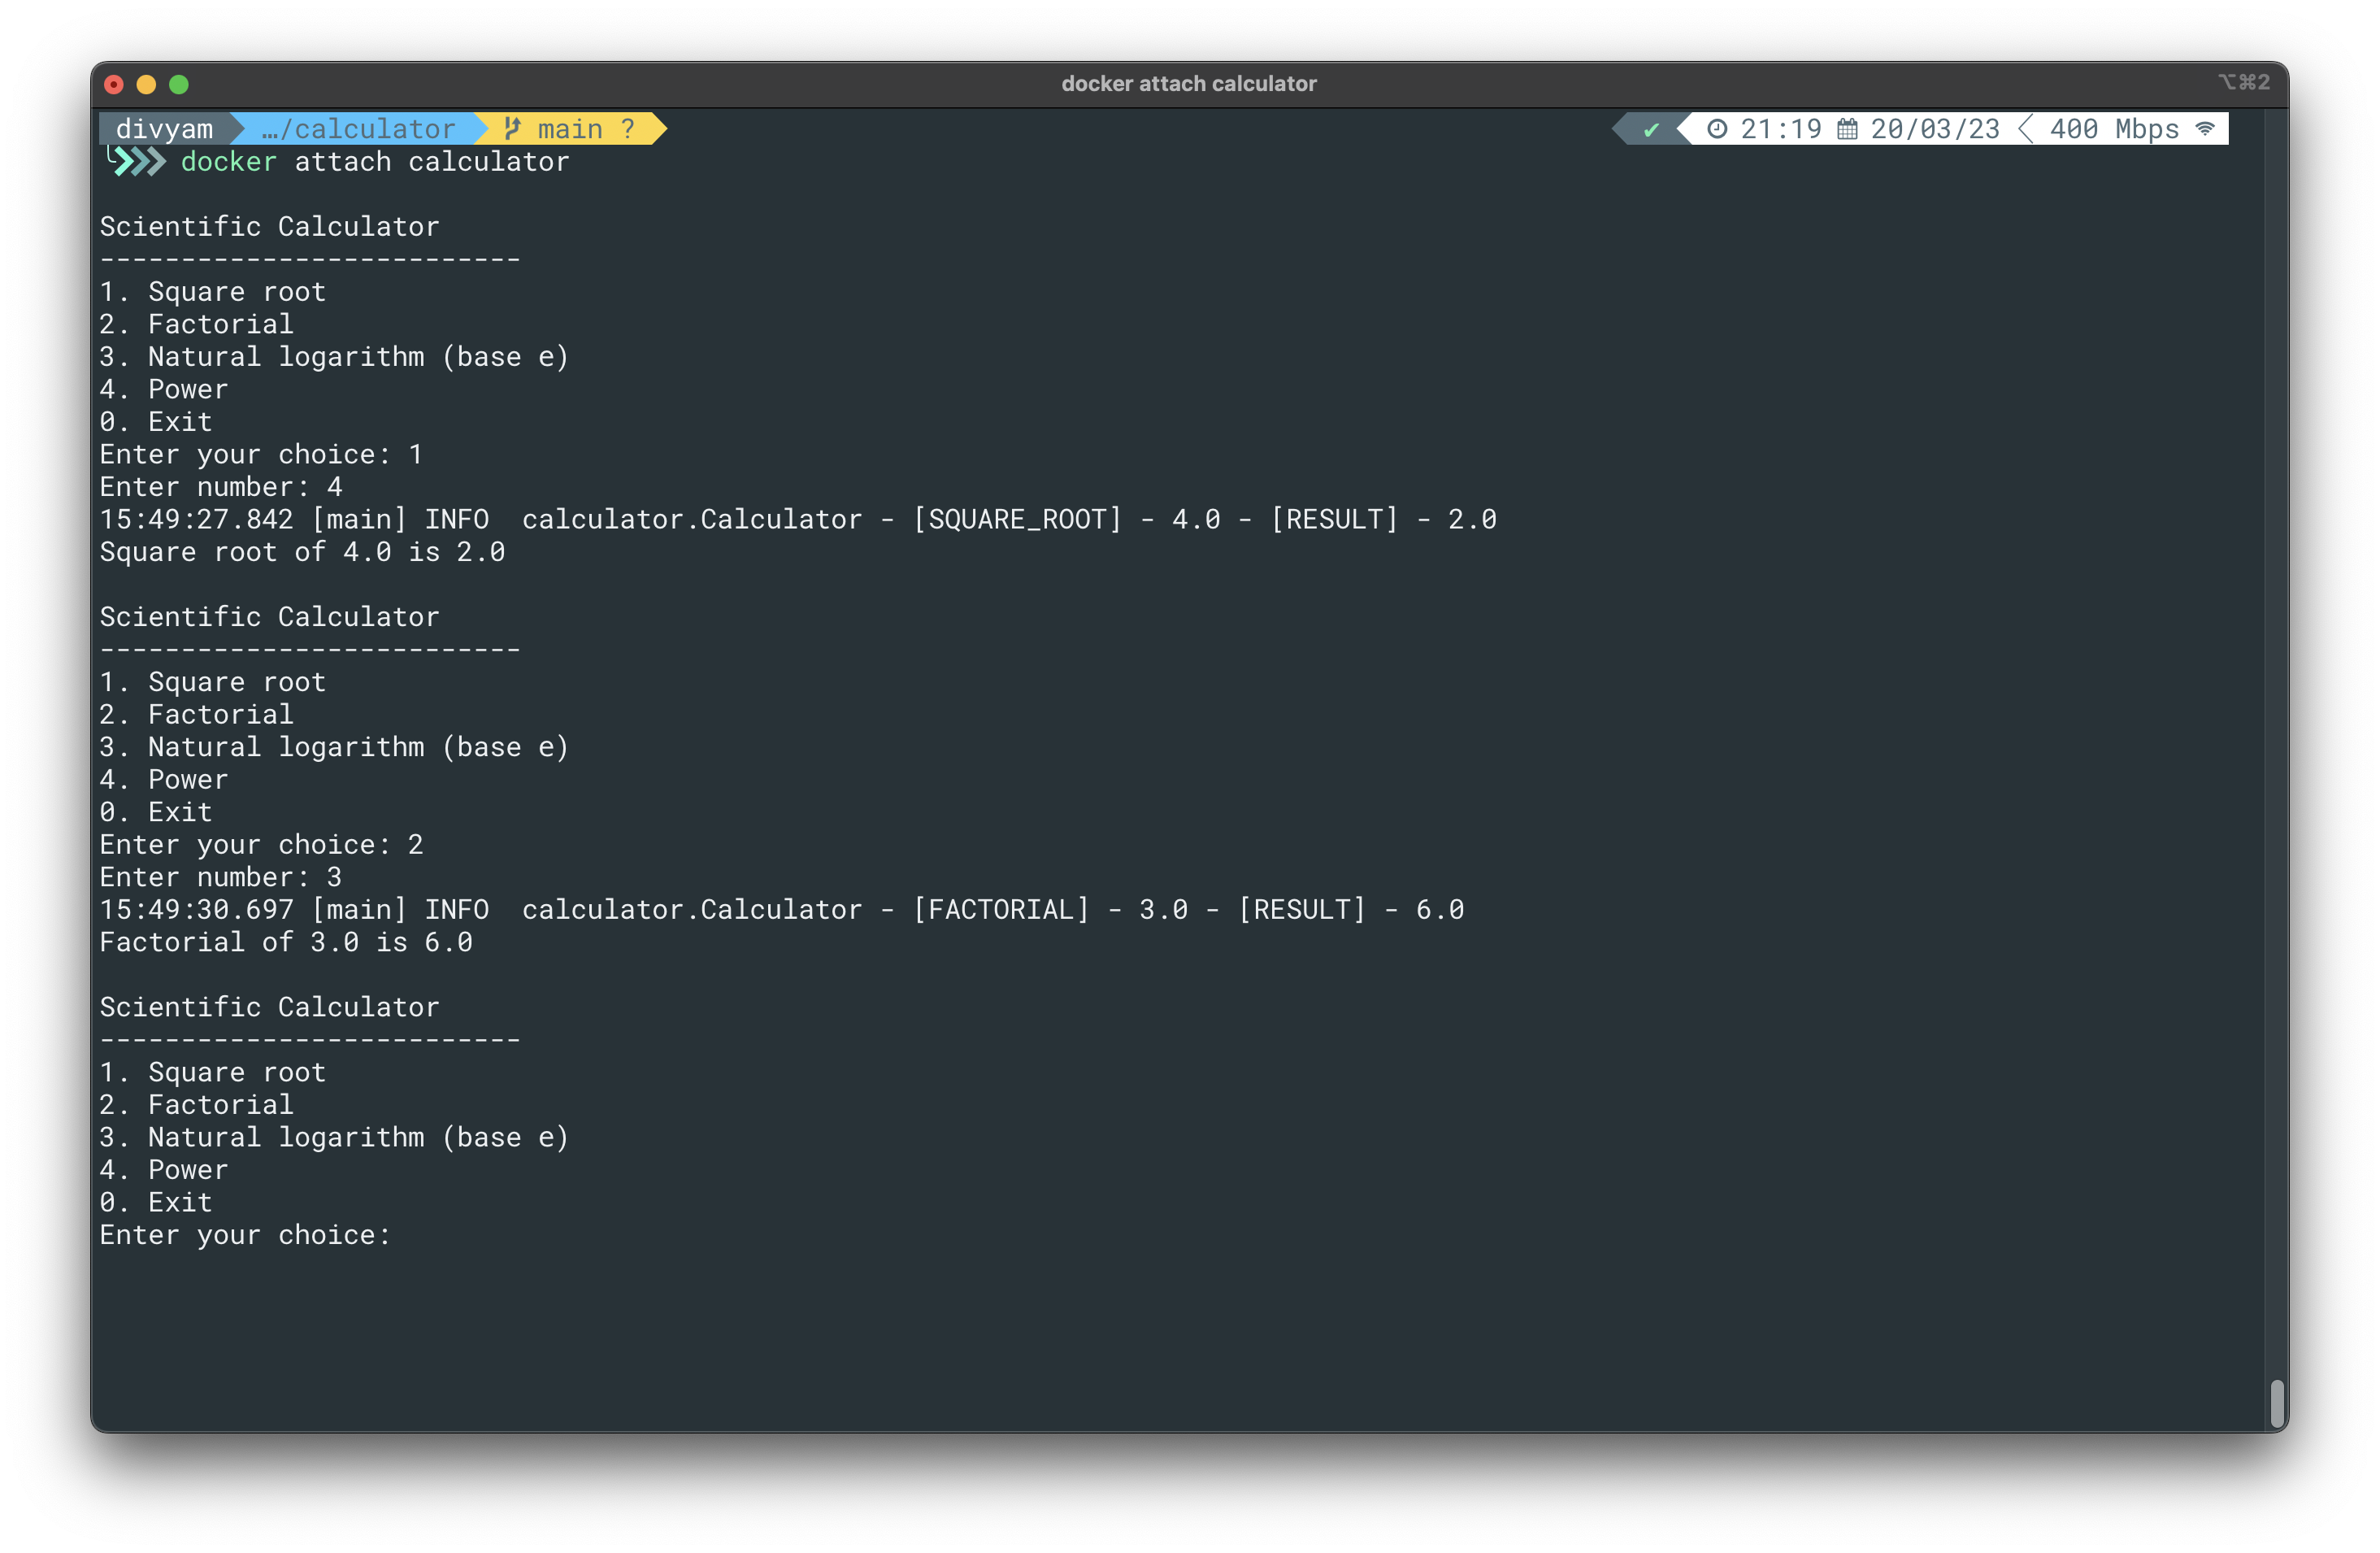 docker attach calculator
⌥⌘2
divyam …/calculator main ? ✔ 21:19 20/03/23 400 Mbps
docker attach calculator
Scientific Calculator
--------------------------
1. Square root
2. Factorial
3. Natural logarithm (base e)
4. Power
0. Exit
Enter your choice: 1
Enter number: 4
15:49:27.842 [main] INFO  calculator.Calculator - [SQUARE_ROOT] - 4.0 - [RESULT] - 2.0
Square root of 4.0 is 2.0
Scientific Calculator
--------------------------
1. Square root
2. Factorial
3. Natural logarithm (base e)
4. Power
0. Exit
Enter your choice: 2
Enter number: 3
15:49:30.697 [main] INFO  calculator.Calculator - [FACTORIAL] - 3.0 - [RESULT] - 6.0
Factorial of 3.0 is 6.0
Scientific Calculator
--------------------------
1. Square root
2. Factorial
3. Natural logarithm (base e)
4. Power
0. Exit
Enter your choice: